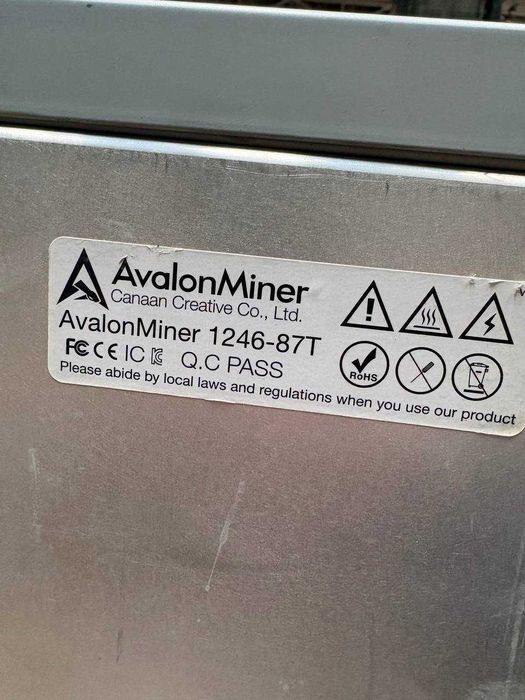 AvalonMiner
Canaan Creative Co., Ltd.
AvalonMiner 1246-87T
FC CE IC Q.C PASS
RoHS
Please abide by local laws and regulations when you use our product